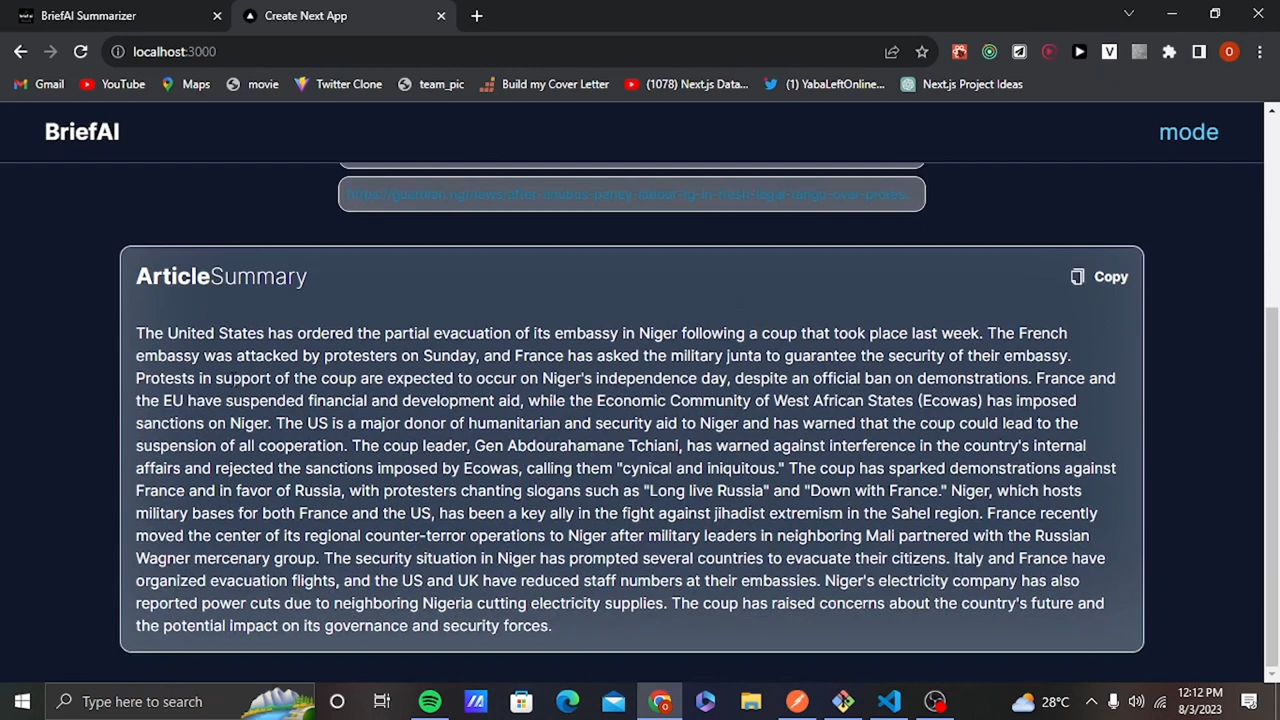 BriefAI Summarizer
Create Next App
localhost:3000
Gmail
YouTube
Maps
movie
Twitter Clone
team_pic
Build my Cover Letter
(1078) Next.js Data...
(1) YabaLeftOnline...
Next.js Project Ideas
BriefAI
mode
ArticleSummary
Copy
The United States has ordered the partial evacuation of its embassy in Niger following a coup that took place last week. The French
embassy was attacked by protesters on Sunday, and France has asked the military junta to guarantee the security of their embassy.
Protests in support of the coup are expected to occur on Niger's independence day, despite an official ban on demonstrations. France and
the EU have suspended financial and development aid, while the Economic Community of West African States (Ecowas) has imposed
sanctions on Niger. The US is a major donor of humanitarian and security aid to Niger and has warned that the coup could lead to the
suspension of all cooperation. The coup leader, Gen Abdourahamane Tchiani, has warned against interference in the country's internal
affairs and rejected the sanctions imposed by Ecowas, calling them "cynical and iniquitous." The coup has sparked demonstrations against
France and in favor of Russia, with protesters chanting slogans such as "Long live Russia" and "Down with France." Niger, which hosts
military bases for both France and the US, has been a key ally in the fight against jihadist extremism in the Sahel region. France recently
moved the center of its regional counter-terror operations to Niger after military leaders in neighboring Mali partnered with the Russian
Wagner mercenary group. The security situation in Niger has prompted several countries to evacuate their citizens. Italy and France have
organized evacuation flights, and the US and UK have reduced staff numbers at their embassies. Niger's electricity company has also
reported power cuts due to neighboring Nigeria cutting electricity supplies. The coup has raised concerns about the country's future and
the potential impact on its governance and security forces.
Type here to search
28°C
12:12 PM
8/3/2023